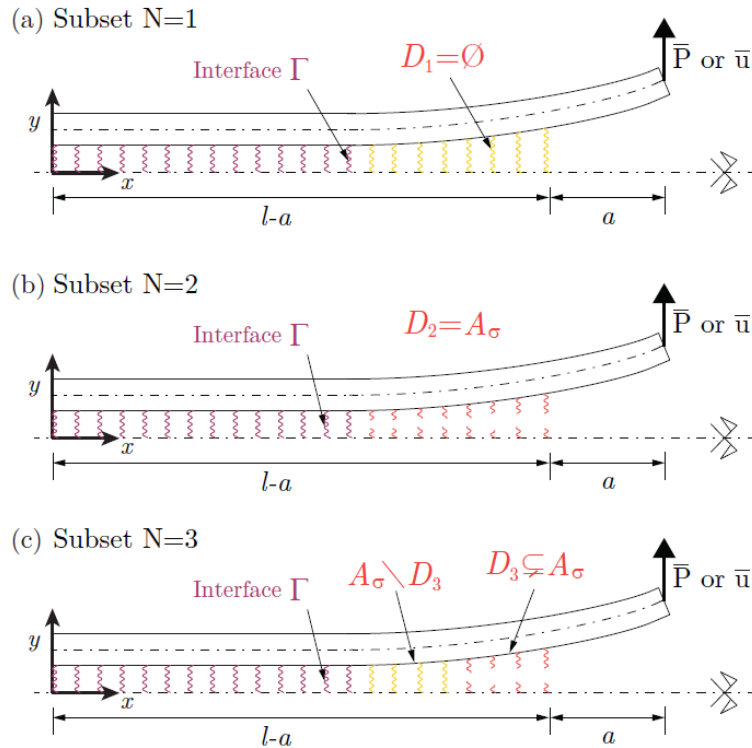 (a) Subset N=1
Interface Γ
D₁=Ø
P̅ or u̅
y
x
l-a
a
(b) Subset N=2
Interface Γ
D₂=A_σ
P̅ or u̅
y
x
l-a
a
(c) Subset N=3
Interface Γ
A_σ\D₃
D₃⊊A_σ
P̅ or u̅
y
x
l-a
a